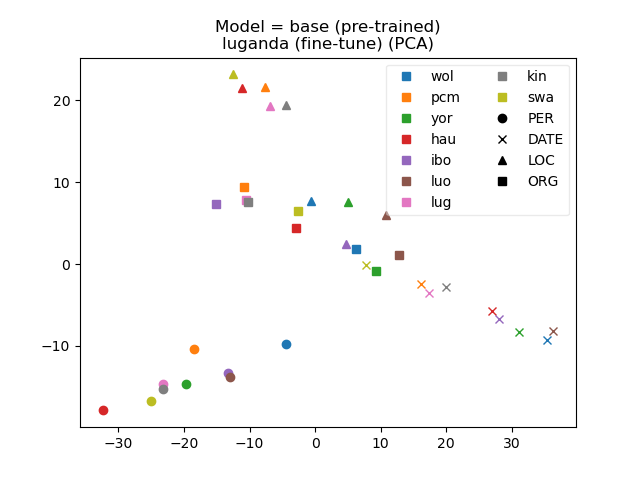 Model = base (pre-trained)
luganda (fine-tune) (PCA)
wol
pcm
yor
hau
ibo
luo
lug
kin
swa
PER
DATE
LOC
ORG
20
10
0
−10
−30
−20
−10
0
10
20
30